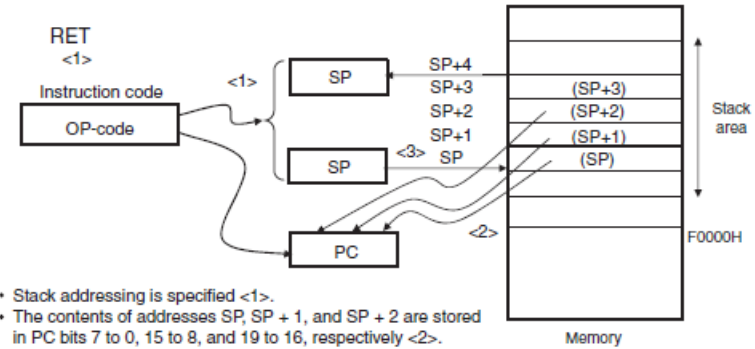 RET
<1>
Instruction code
OP-code
<1>
SP
SP+4
SP+3
SP+2
SP+1
<3> SP
SP
PC
<2>
(SP+3)
(SP+2)
(SP+1)
(SP)
Stack
area
F0000H
Memory
• Stack addressing is specified <1>.
• The contents of addresses SP, SP + 1, and SP + 2 are stored
in PC bits 7 to 0, 15 to 8, and 19 to 16, respectively <2>.